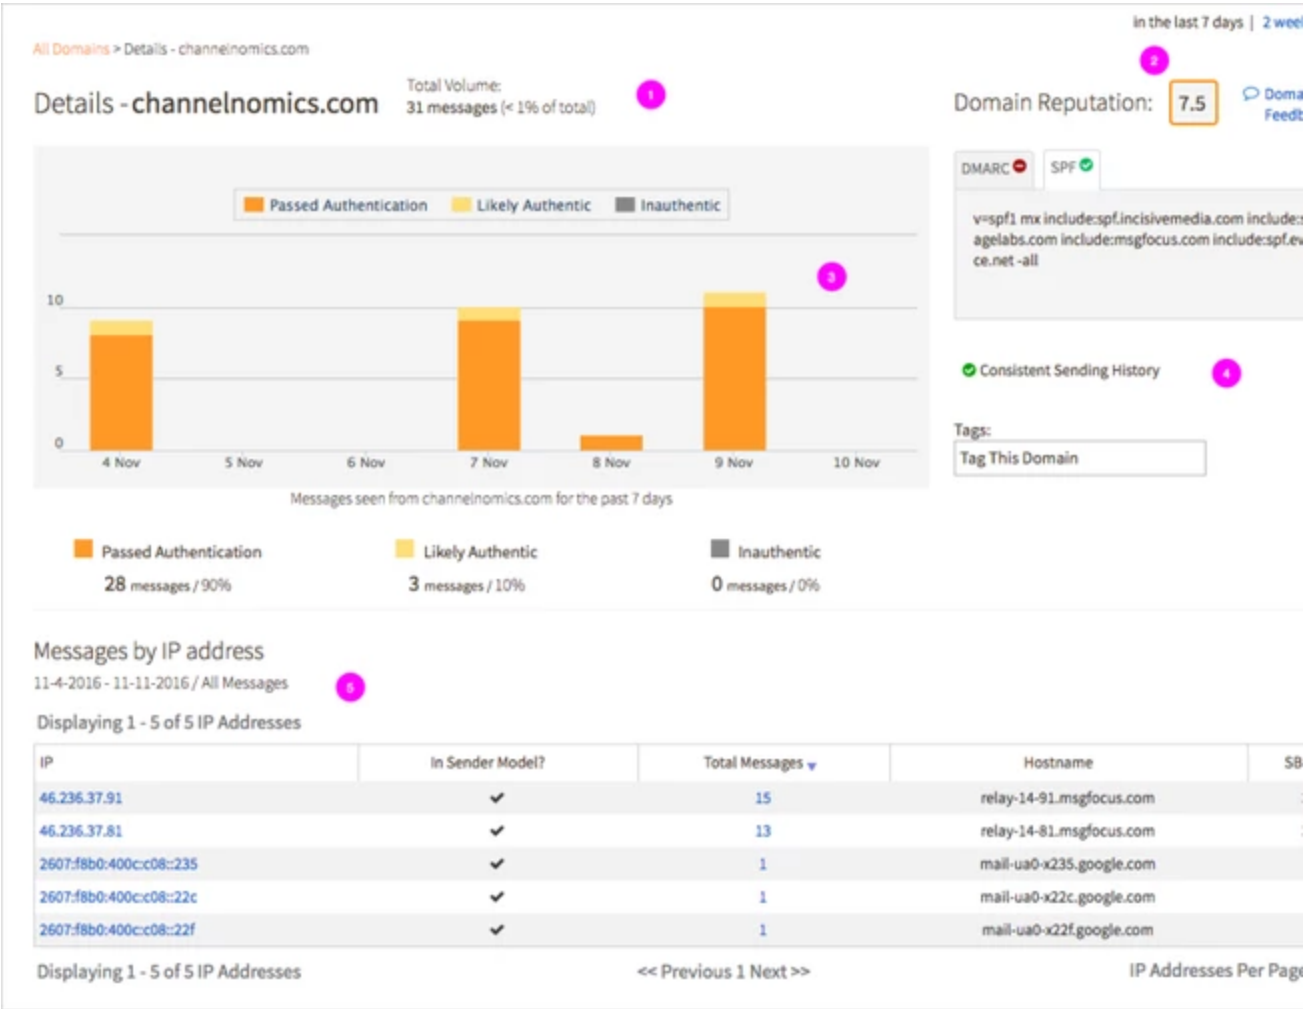 in the last 7 days | 2
All Domains > Details - channelnomics.com
2
Details - channelnomics.com
Total Volume:
31 messages (< 1% of total)
1
Domain Reputation: 7.5
DMARC SPF
Passed Authentication Likely Authentic Inauthentic
v=spf1 mx include:spf.incisivemedia.com include:
agelabs.com include:msgfocus.com include:spf.ev
ce.net -all
3
10
5
0
4 Nov 5 Nov 6 Nov 7 Nov 8 Nov 9 Nov 10 Nov
Messages seen from channelnomics.com for the past 7 days
Consistent Sending History
4
Tags:
Tag This Domain
Passed Authentication Likely Authentic Inauthentic
28 messages / 90% 3 messages / 10% 0 messages / 0%
Messages by IP address
11-4-2016 - 11-11-2016 / All Messages
5
Displaying 1 - 5 of 5 IP Addresses
IP In Sender Model? Total Messages Hostname SB
46.236.37.91 15 relay-14-91.msgfocus.com
46.236.37.81 13 relay-14-81.msgfocus.com
2607:f8b0:400c:c08::235 1 mail-ua0-x235.google.com
2607:f8b0:400c:c08::22c 1 mail-ua0-x22c.google.com
2607:f8b0:400c:c08::22f 1 mail-ua0-x22f.google.com
Displaying 1 - 5 of 5 IP Addresses << Previous 1 Next >> IP Addresses Per Page